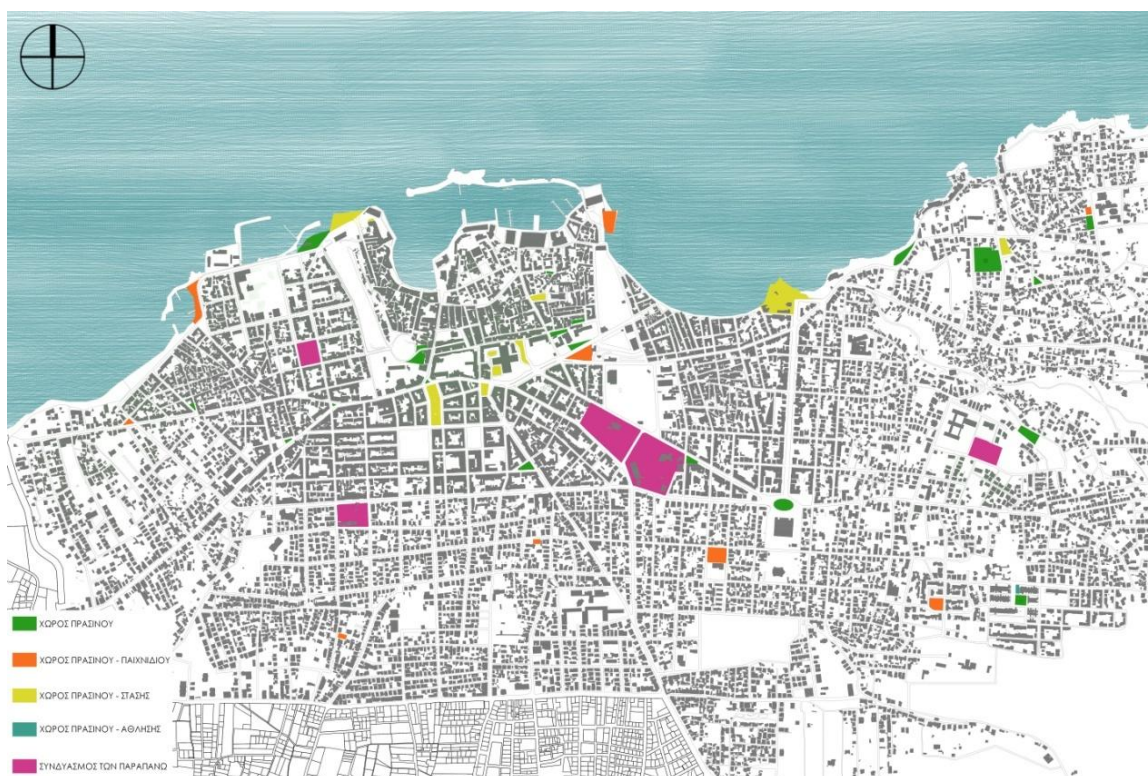 ΧΩΡΟΣ ΠΡΑΣΙΝΟΥ
ΧΩΡΟΣ ΠΡΑΣΙΝΟΥ - ΠΑΙΧΝΙΔΙΟΥ
ΧΩΡΟΣ ΠΡΑΣΙΝΟΥ - ΣΤΑΣΗΣ
ΧΩΡΟΣ ΠΡΑΣΙΝΟΥ - ΑΘΛΗΣΗΣ
ΣΥΝΔΥΑΣΜΟΣ ΤΩΝ ΠΑΡΑΠΑΝΩ